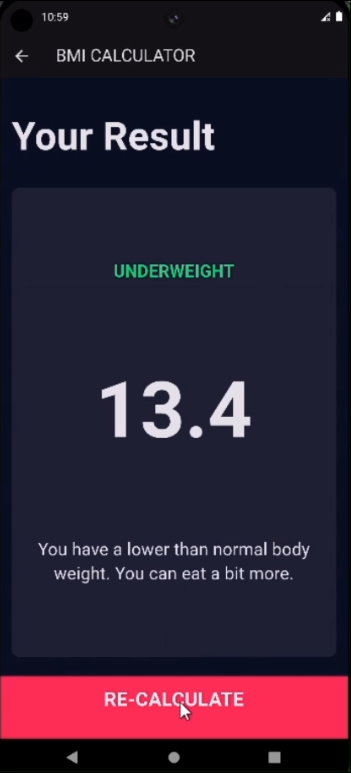 10:59
BMI CALCULATOR
Your Result
UNDERWEIGHT
13.4
You have a lower than normal body
weight. You can eat a bit more.
RE-CALCULATE